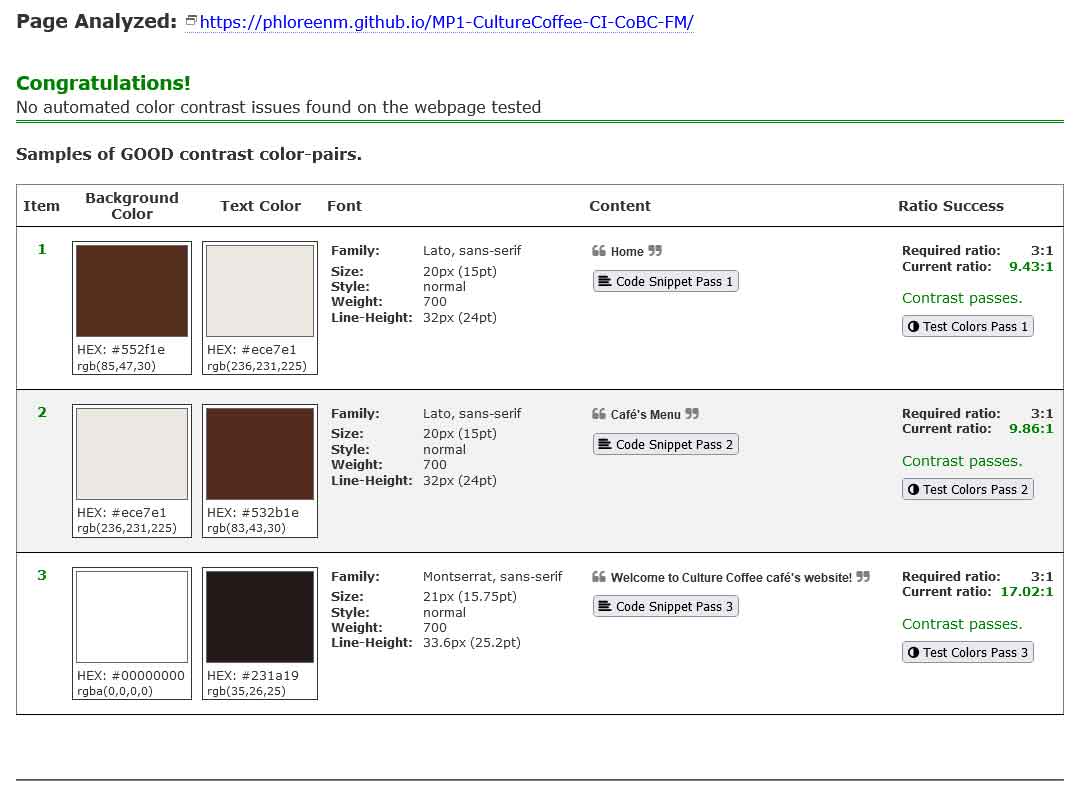 Page Analyzed: https://phloreenm.github.io/MP1-CultureCoffee-CI-CoBC-FM/
Congratulations!
No automated color contrast issues found on the webpage tested
Samples of GOOD contrast color-pairs.
Item Background Color Text Color Font Content Ratio Success
1
HEX: #552f1e
rgb(85,47,30)
HEX: #ece7e1
rgb(236,231,225)
Family: Lato, sans-serif
Size: 20px (15pt)
Style: normal
Weight: 700
Line-Height: 32px (24pt)
❝ Home ❞
Code Snippet Pass 1
Required ratio: 3:1
Current ratio: 9.43:1
Contrast passes.
Test Colors Pass 1
2
HEX: #ece7e1
rgb(236,231,225)
HEX: #532b1e
rgb(83,43,30)
Family: Lato, sans-serif
Size: 20px (15pt)
Style: normal
Weight: 700
Line-Height: 32px (24pt)
❝ Café's Menu ❞
Code Snippet Pass 2
Required ratio: 3:1
Current ratio: 9.86:1
Contrast passes.
Test Colors Pass 2
3
HEX: #00000000
rgba(0,0,0,0)
HEX: #231a19
rgb(35,26,25)
Family: Montserrat, sans-serif
Size: 21px (15.75pt)
Style: normal
Weight: 700
Line-Height: 33.6px (25.2pt)
❝ Welcome to Culture Coffee café's website! ❞
Code Snippet Pass 3
Required ratio: 3:1
Current ratio: 17.02:1
Contrast passes.
Test Colors Pass 3